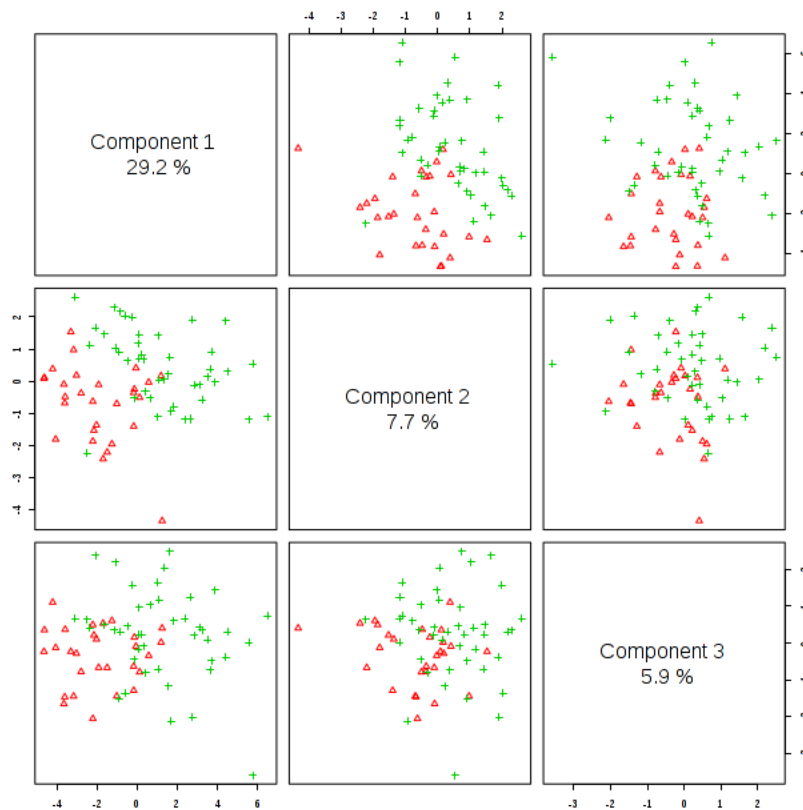 -4 -3 -2 -1 0 1 2
Component 1
29.2 %
2
1
0
-1
-2
-3
-4
Component 2
7.7 %
Component 3
5.9 %
-4 -2 0 2 4 6
-3 -2 -1 0 1 2